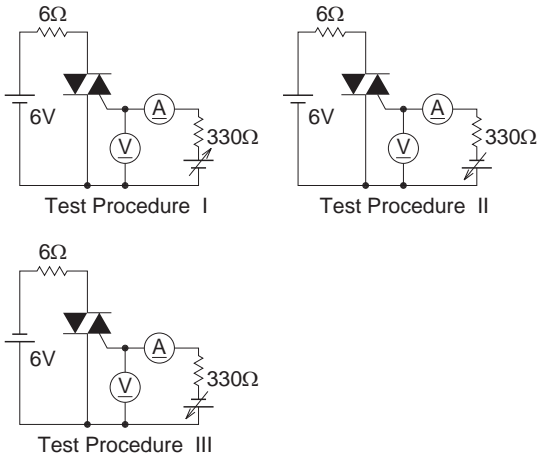 6Ω
6V
A
V
330Ω
Test Procedure I
6Ω
6V
A
V
330Ω
Test Procedure II
6Ω
6V
A
V
330Ω
Test Procedure III